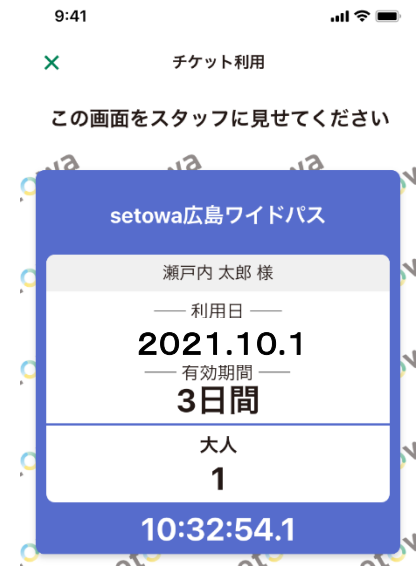 9:41
チケット利用
この画面をスタッフに見せてください
setowa広島ワイドパス
瀬戸内 太郎 様
利用日
2021.10.1
有効期間
3日間
大人
1
10:32:54.1